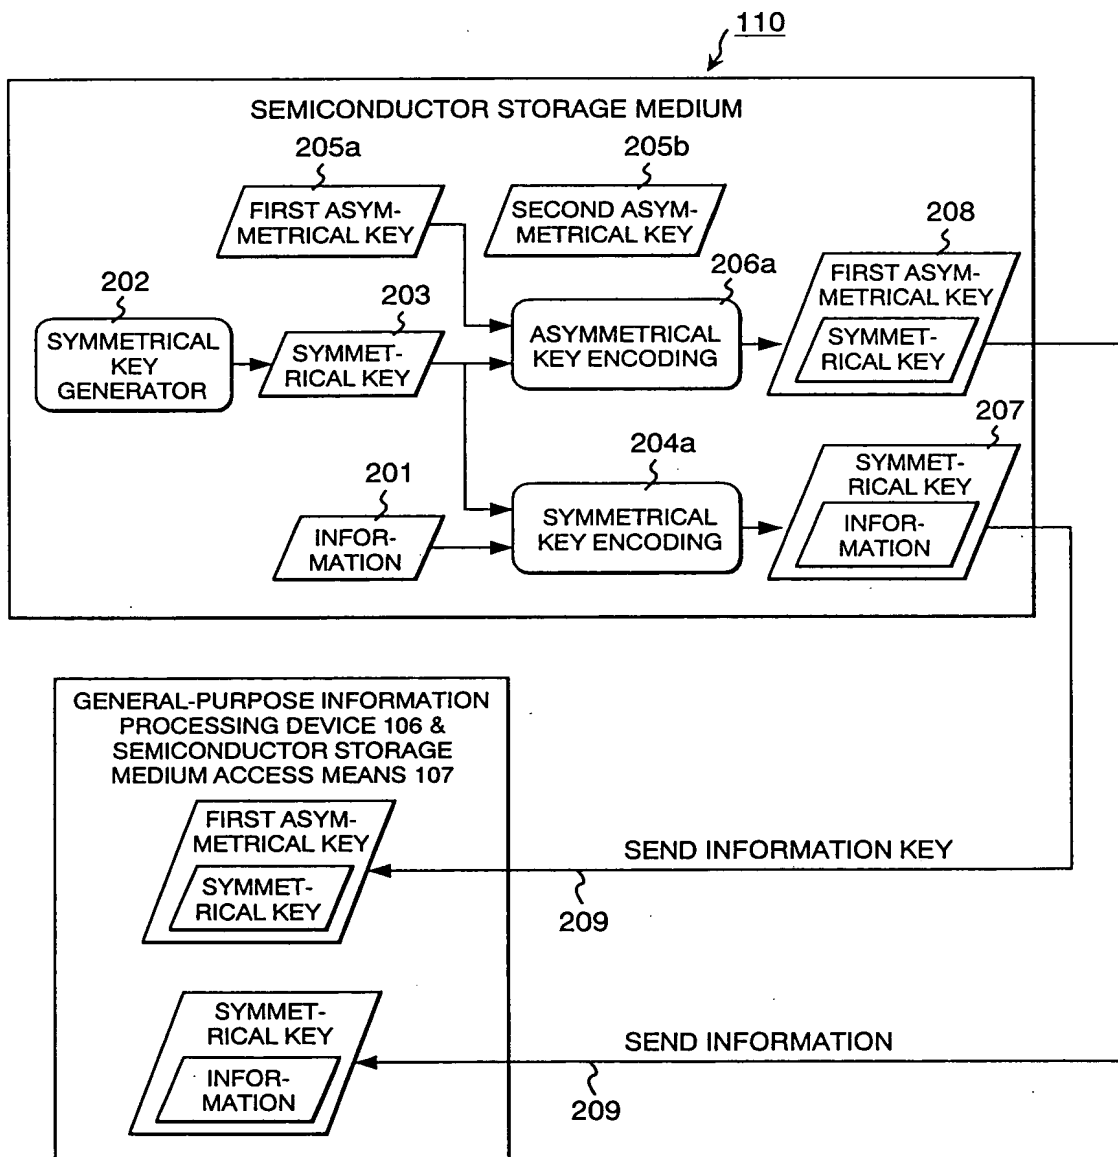 110
SEMICONDUCTOR STORAGE MEDIUM
205a
205b
FIRST ASYM-
METRICAL KEY
SECOND ASYM-
METRICAL KEY
208
202
203
206a
FIRST ASYM-
METRICAL KEY
SYMMETRICAL
KEY
GENERATOR
SYMMET-
RICAL KEY
ASYMMETRICAL
KEY ENCODING
SYMMET-
RICAL KEY
207
201
204a
SYMMET-
RICAL KEY
INFOR-
MATION
SYMMETRICAL
KEY ENCODING
INFOR-
MATION
GENERAL-PURPOSE INFORMATION
PROCESSING DEVICE 106 &
SEMICONDUCTOR STORAGE
MEDIUM ACCESS MEANS 107
FIRST ASYM-
METRICAL KEY
SYMMET-
RICAL KEY
SEND INFORMATION KEY
209
SYMMET-
RICAL KEY
INFOR-
MATION
SEND INFORMATION
209